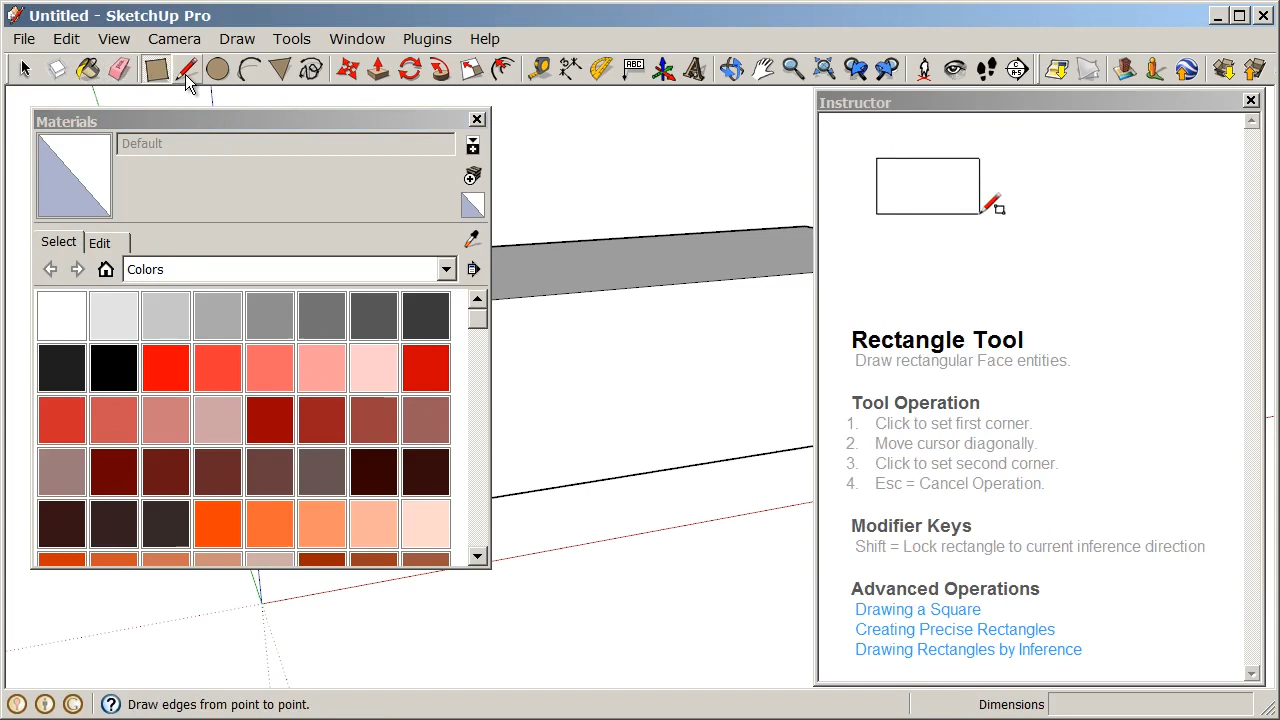 Untitled - SketchUp Pro
File Edit View Camera Draw Tools Window Plugins Help
ABC
A-5
Materials
Default
Select Edit
Colors
Instructor
Rectangle Tool
Draw rectangular Face entities.
Tool Operation
1. Click to set first corner.
2. Move cursor diagonally.
3. Click to set second corner.
4. Esc = Cancel Operation.
Modifier Keys
Shift = Lock rectangle to current inference direction
Advanced Operations
Drawing a Square
Creating Precise Rectangles
Drawing Rectangles by Inference
Draw edges from point to point.
Dimensions